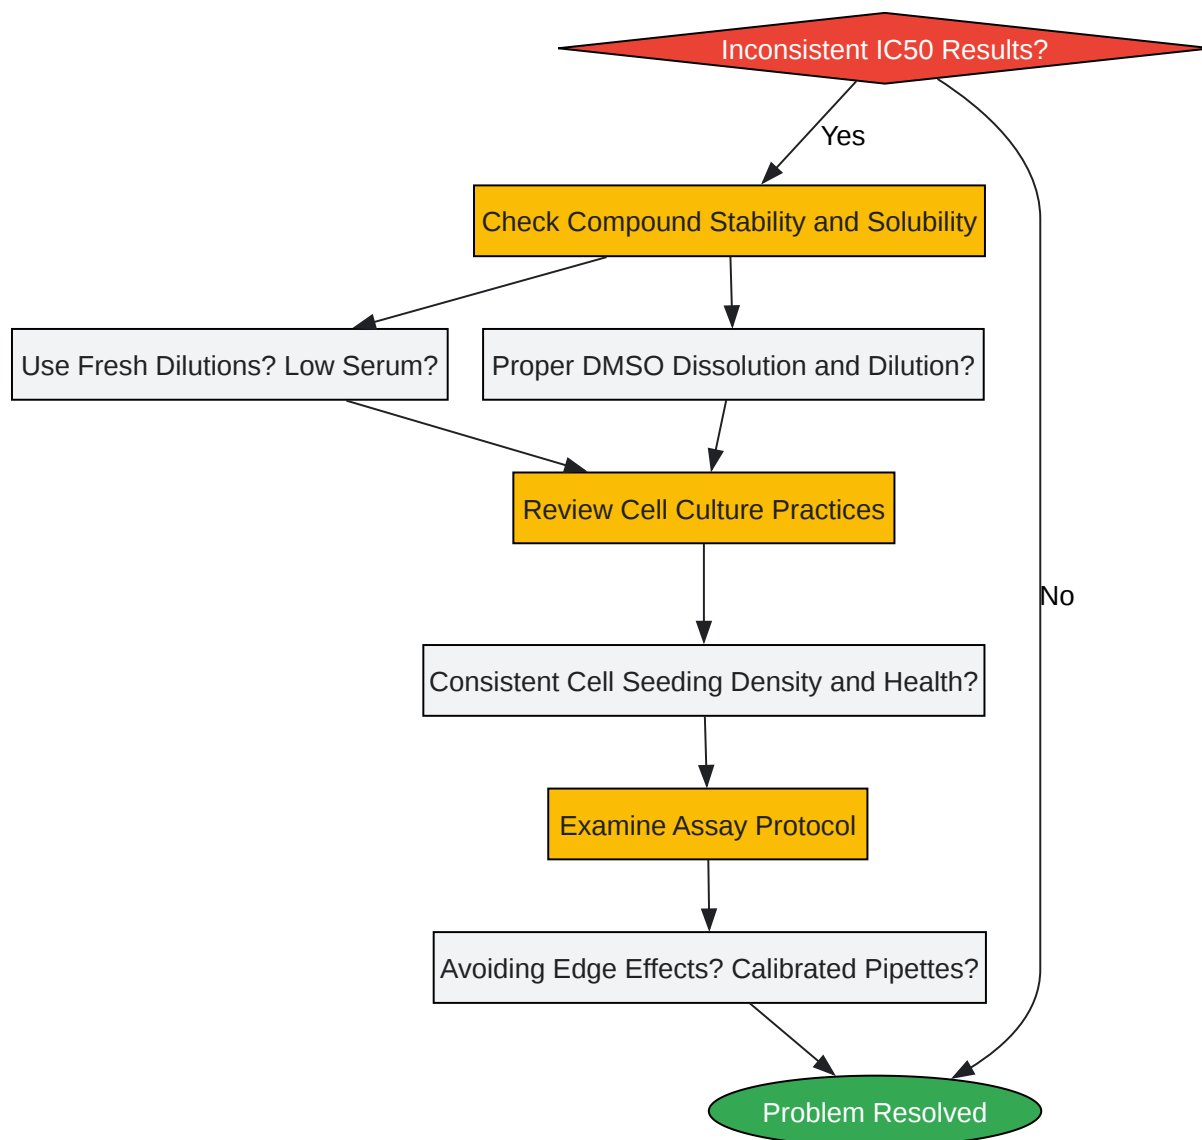 Inconsistent IC50 Results?
Yes
Check Compound Stability and Solubility
Use Fresh Dilutions? Low Serum?
Proper DMSO Dissolution and Dilution?
Review Cell Culture Practices
No
Consistent Cell Seeding Density and Health?
Examine Assay Protocol
Avoiding Edge Effects? Calibrated Pipettes?
Problem Resolved